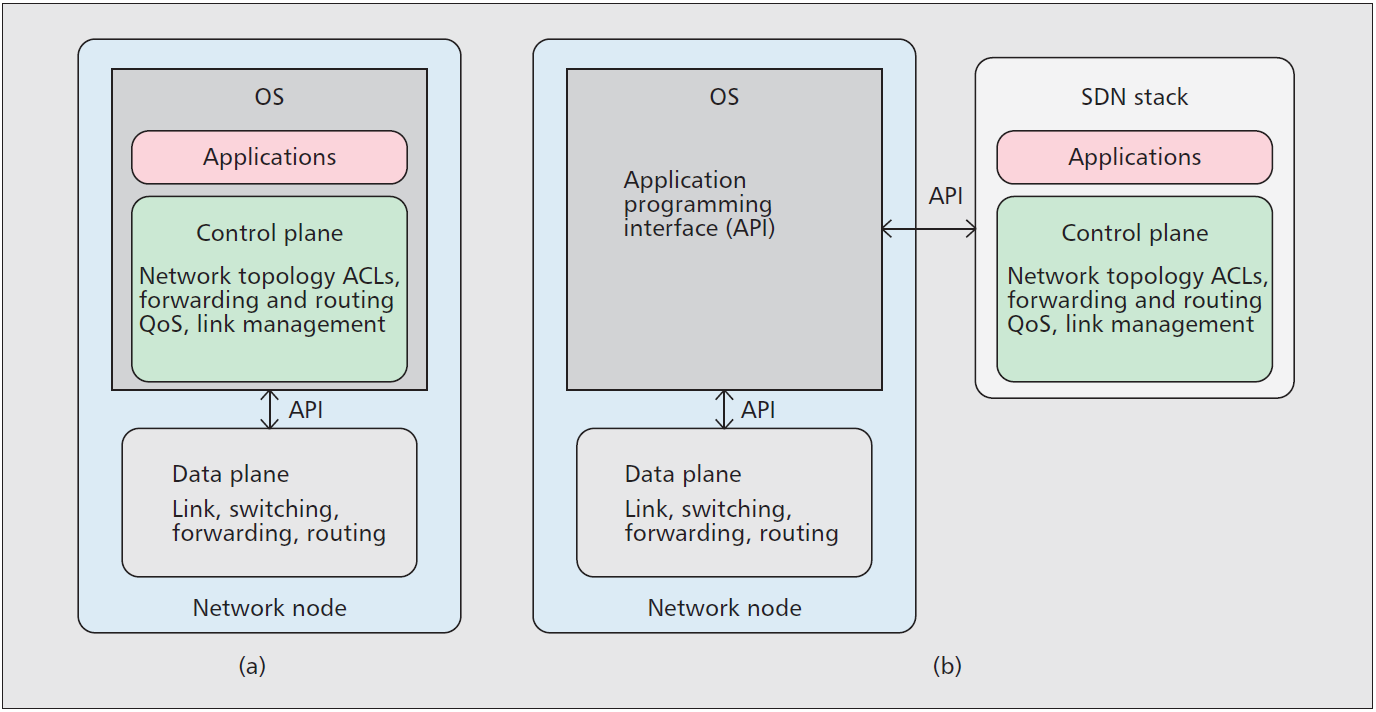 OS
Applications
Control plane
Network topology ACLs,
forwarding and routing
QoS, link management
API
Data plane
Link, switching,
forwarding, routing
Network node
(a)
OS
Application
programming
interface (API)
API
Data plane
Link, switching,
forwarding, routing
Network node
API
SDN stack
Applications
Control plane
Network topology ACLs,
forwarding and routing
QoS, link management
(b)